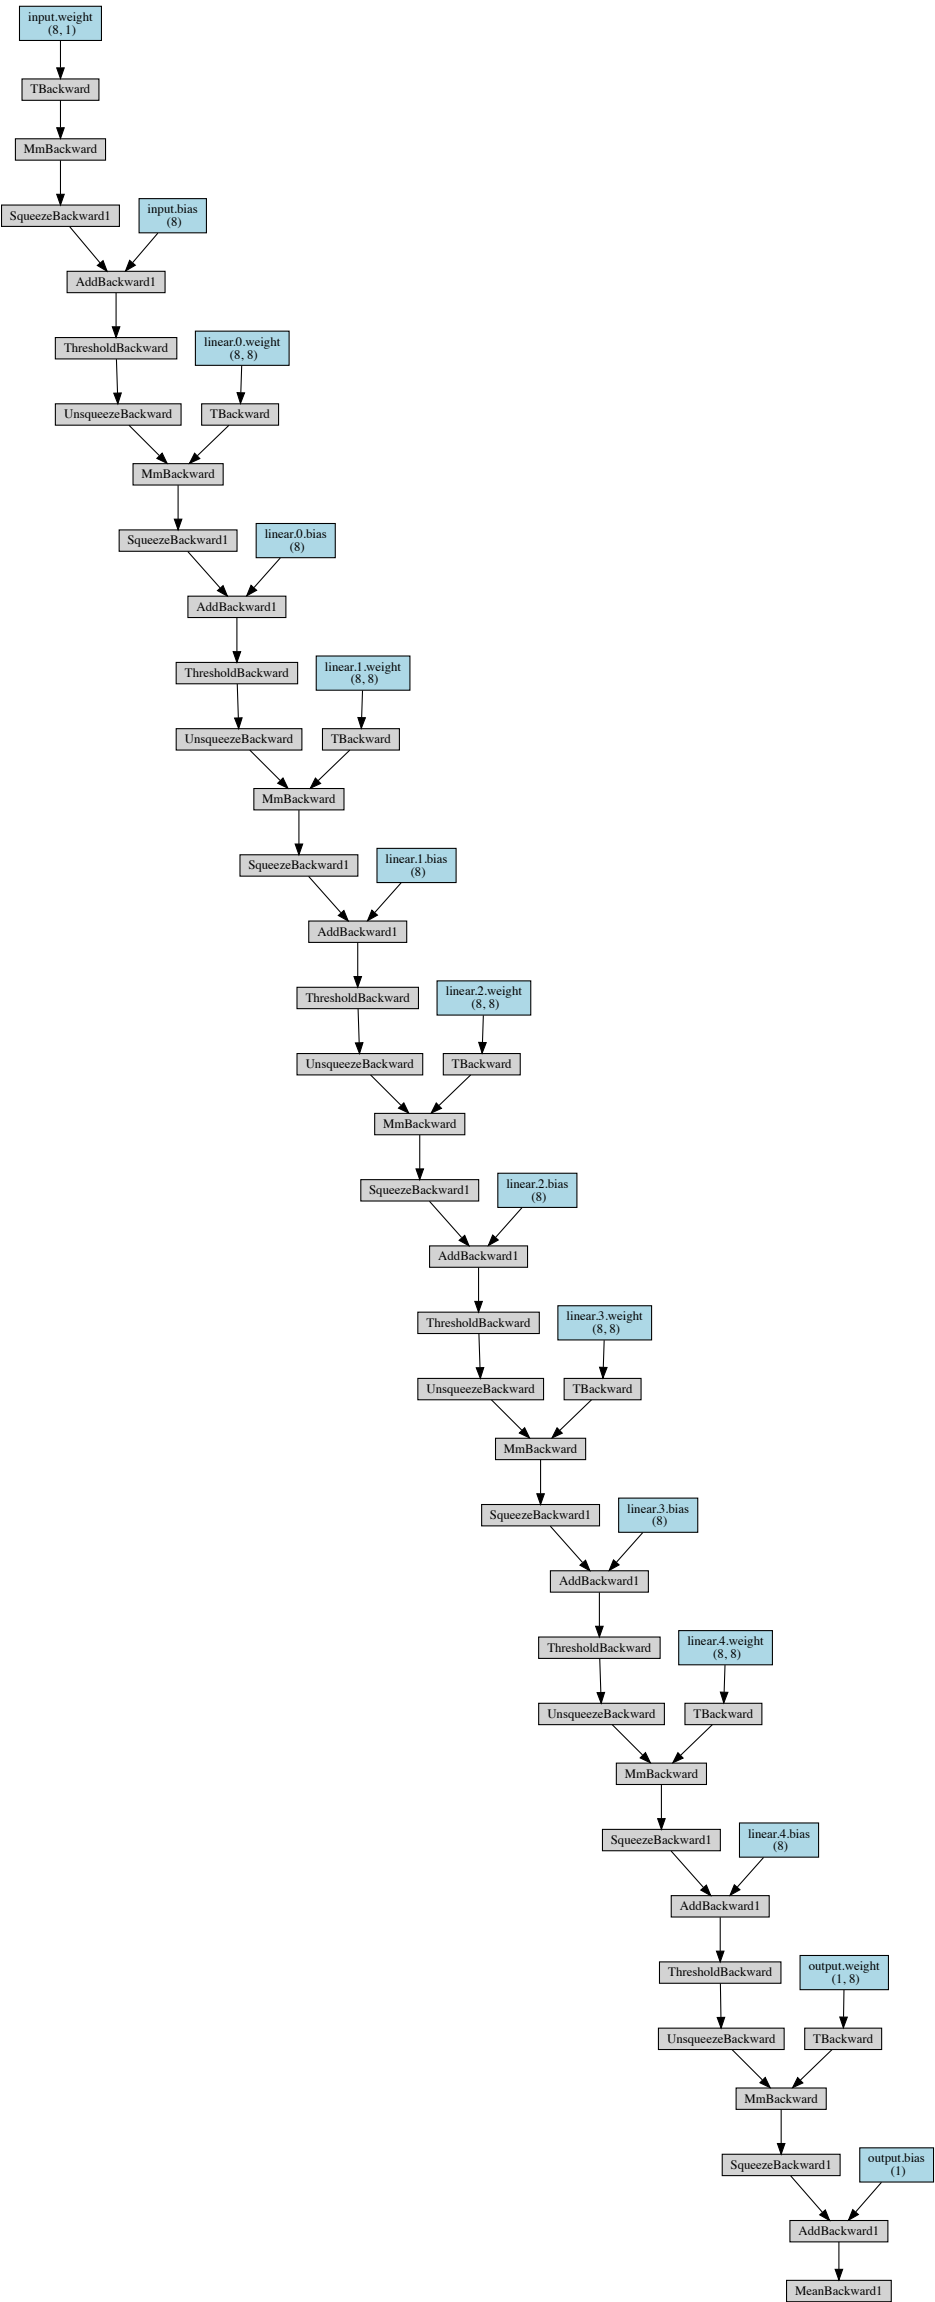 input.weight
(8, 1)
TBackward
MmBackward
SqueezeBackward1
input.bias
(8)
AddBackward1
ThresholdBackward
linear.0.weight
(8, 8)
UnsqueezeBackward
TBackward
MmBackward
SqueezeBackward1
linear.0.bias
(8)
AddBackward1
ThresholdBackward
linear.1.weight
(8, 8)
UnsqueezeBackward
TBackward
MmBackward
SqueezeBackward1
linear.1.bias
(8)
AddBackward1
ThresholdBackward
linear.2.weight
(8, 8)
UnsqueezeBackward
TBackward
MmBackward
SqueezeBackward1
linear.2.bias
(8)
AddBackward1
ThresholdBackward
linear.3.weight
(8, 8)
UnsqueezeBackward
TBackward
MmBackward
SqueezeBackward1
linear.3.bias
(8)
AddBackward1
ThresholdBackward
linear.4.weight
(8, 8)
UnsqueezeBackward
TBackward
MmBackward
SqueezeBackward1
linear.4.bias
(8)
AddBackward1
ThresholdBackward
output.weight
(1, 8)
UnsqueezeBackward
TBackward
MmBackward
SqueezeBackward1
output.bias
(1)
AddBackward1
MeanBackward1